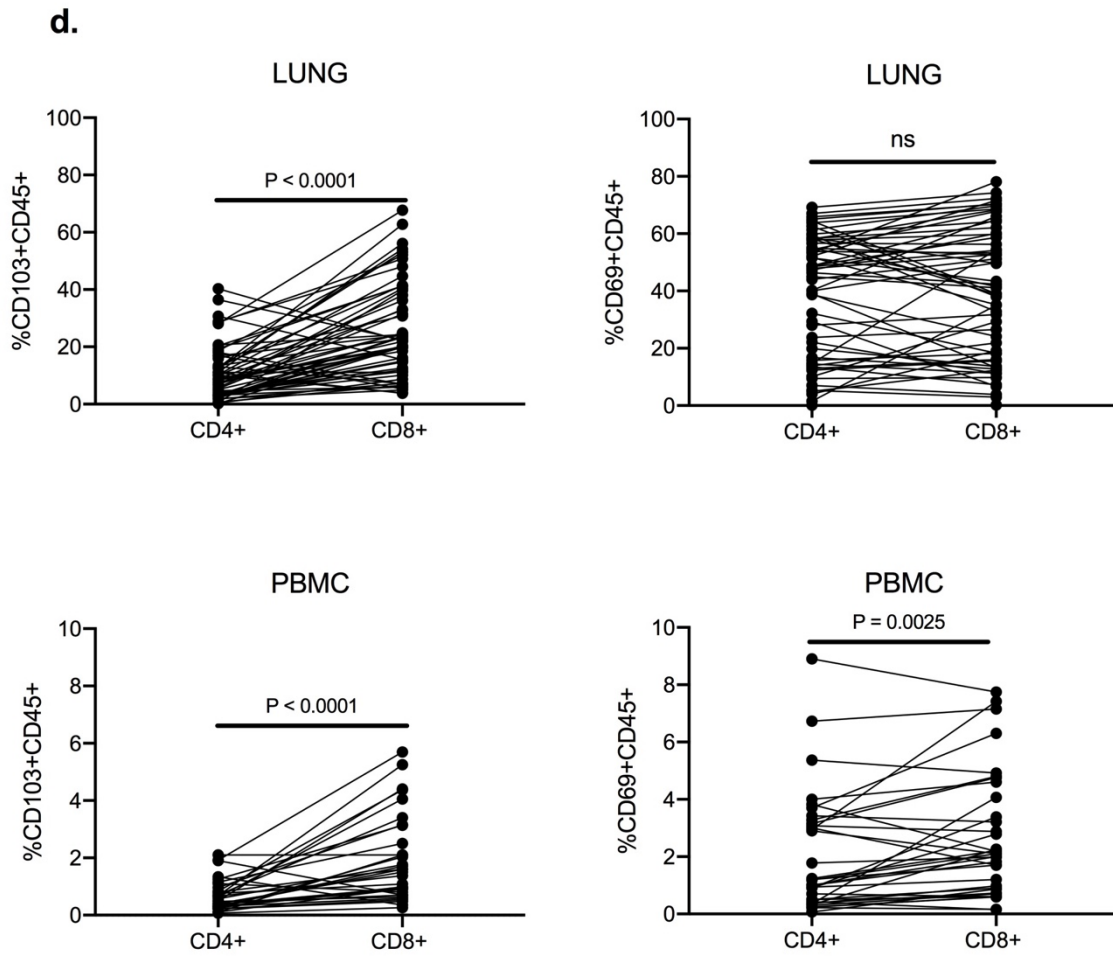 d.
LUNG
%CD103+CD45+
100
80
60
40
20
0
P < 0.0001
CD4+ CD8+
LUNG
%CD69+CD45+
100
80
60
40
20
0
ns
CD4+ CD8+
PBMC
%CD103+CD45+
10
8
6
4
2
0
P < 0.0001
CD4+ CD8+
PBMC
%CD69+CD45+
10
8
6
4
2
0
P = 0.0025
CD4+ CD8+